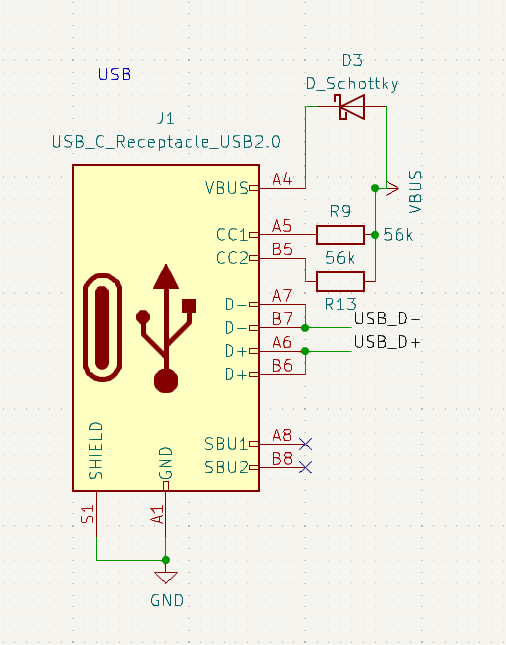 D3
D_Schottky
USB
J1
USB_C_Receptacle_USB2.0
VBUS
A4
VBUS
R9
CC1
A5
56k
CC2
B5
56k
R13
D-
A7
D-
B7
USB_D-
D+
A6
USB_D+
D+
B6
SBU1
A8
SBU2
B8
SHIELD
GND
S1
A1
GND